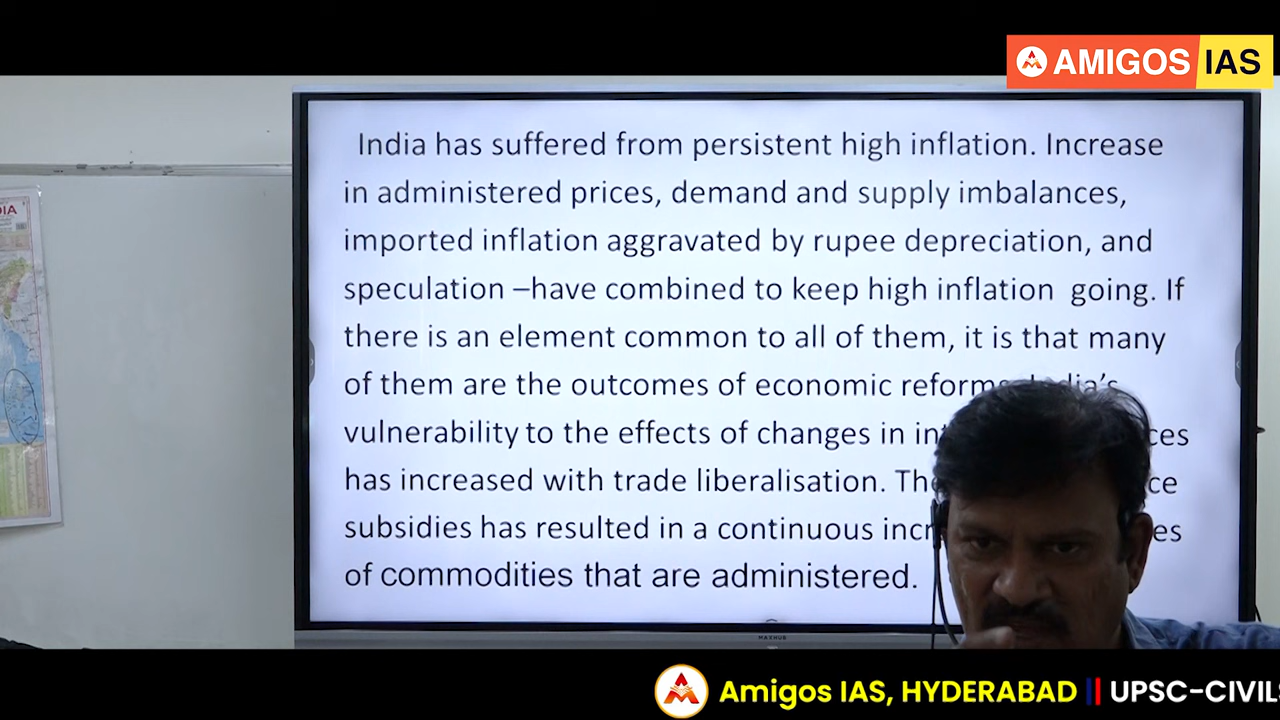 AMIGOS IAS
India has suffered from persistent high inflation. Increase
in administered prices, demand and supply imbalances,
imported inflation aggravated by rupee depreciation, and
speculation –have combined to keep high inflation going. If
there is an element common to all of them, it is that many
of them are the outcomes of economic reforms India's
vulnerability to the effects of changes in
has increased with trade liberalisation.
subsidies has resulted in a continuous
of commodities that are administered.
MAXHUB
Amigos IAS, HYDERABAD || UPSC-CIVILS